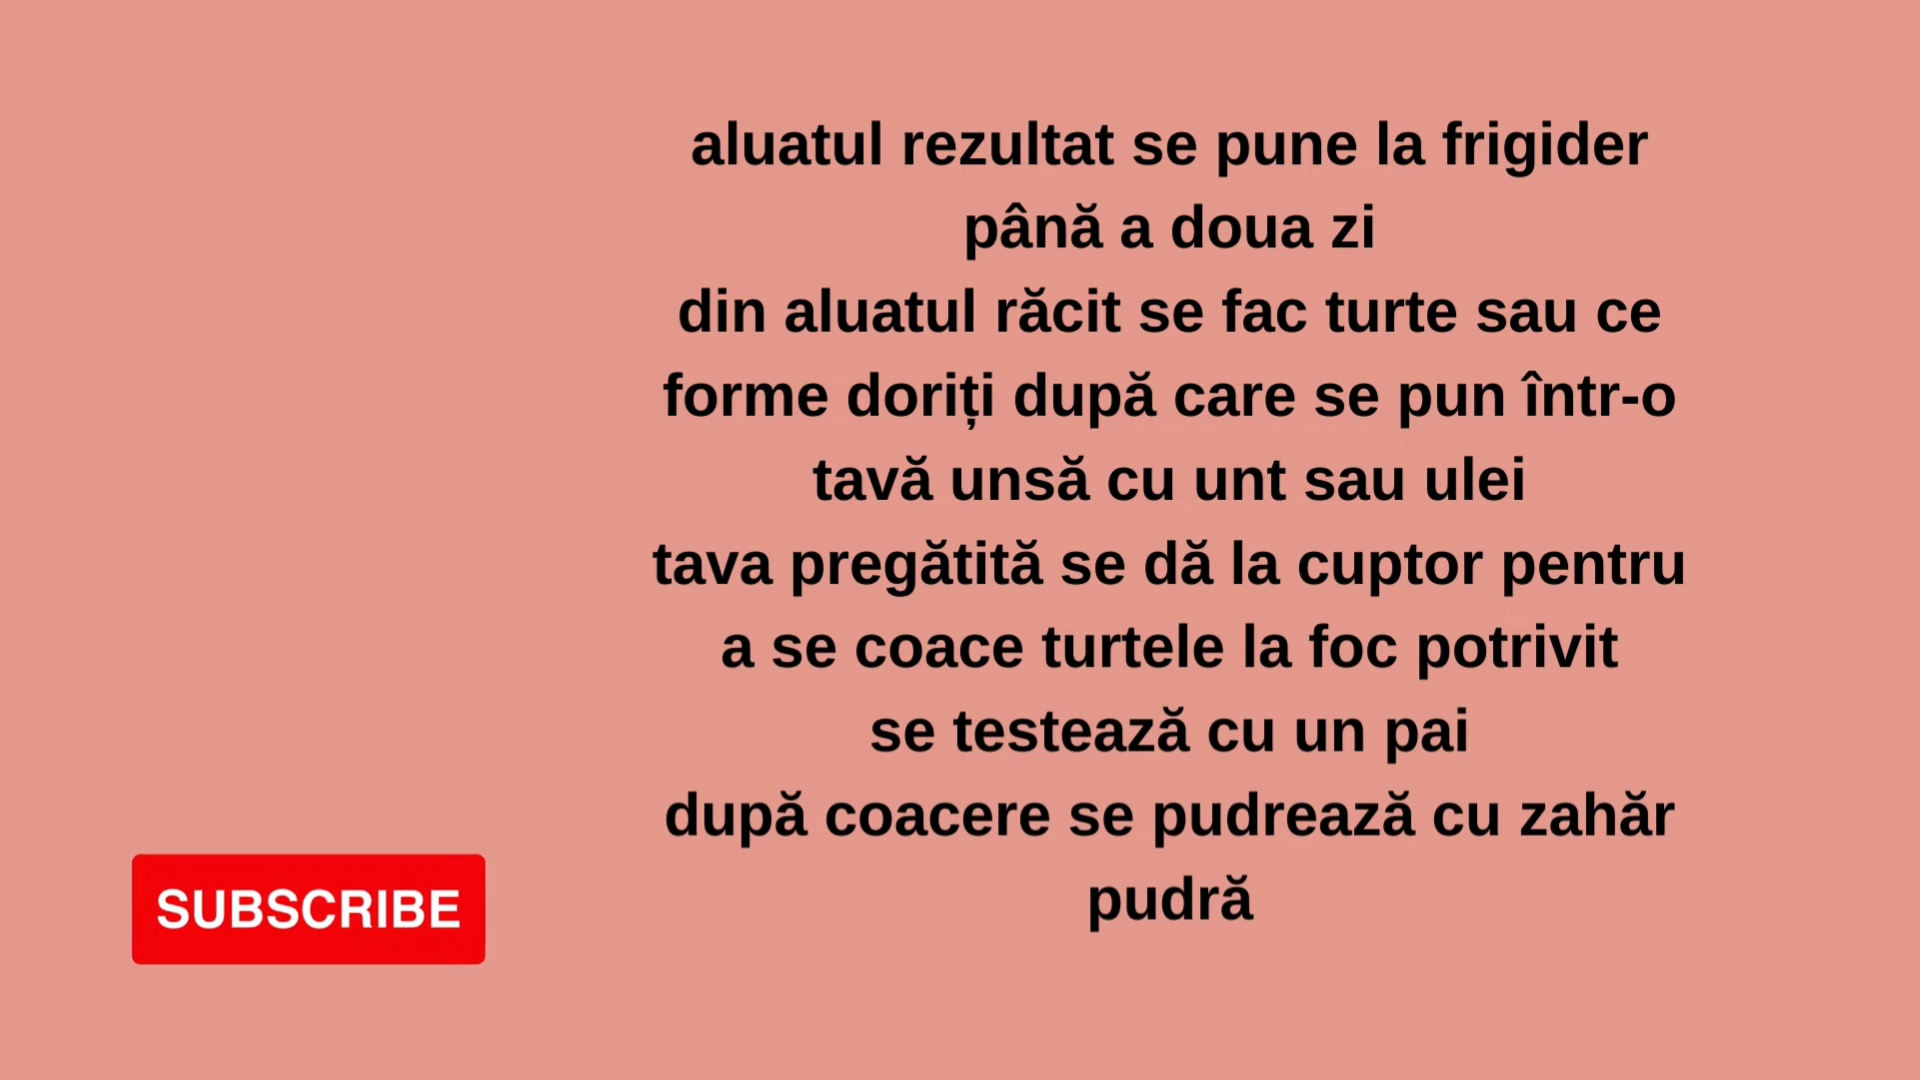 aluatul rezultat se pune la frigider
până a doua zi
din aluatul răcit se fac turte sau ce
forme doriți după care se pun într-o
tavă unsă cu unt sau ulei
tava pregătită se dă la cuptor pentru
a se coace turtele la foc potrivit
se testează cu un pai
după coacere se pudrează cu zahăr
pudră
SUBSCRIBE